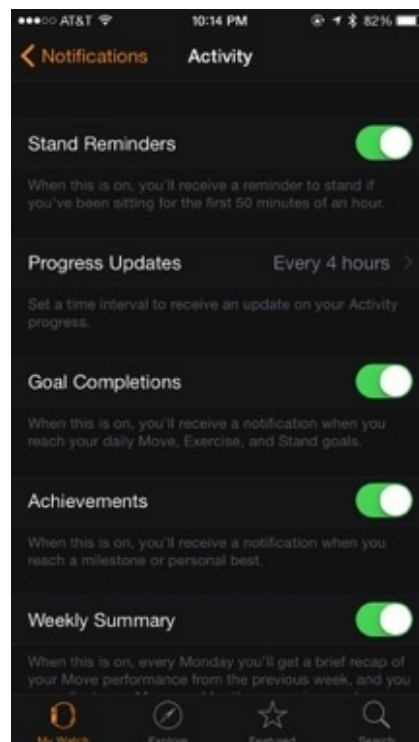 AT&T 10:14 PM 82%
Notifications Activity
Stand Reminders
When this is on, you'll receive a reminder to stand if
you've been sitting for the first 50 minutes of an hour.
Progress Updates Every 4 hours
Set a time interval to receive an update on your Activity
progress.
Goal Completions
When this is on, you'll receive a notification when you
reach your daily Move, Exercise, and Stand goals.
Achievements
When this is on, you'll receive a notification when you
reach a milestone or personal best.
Weekly Summary
When this is on, every Monday you'll get a brief recap of
your Move performance from the previous week, and you
My Watch Explore Featured Search